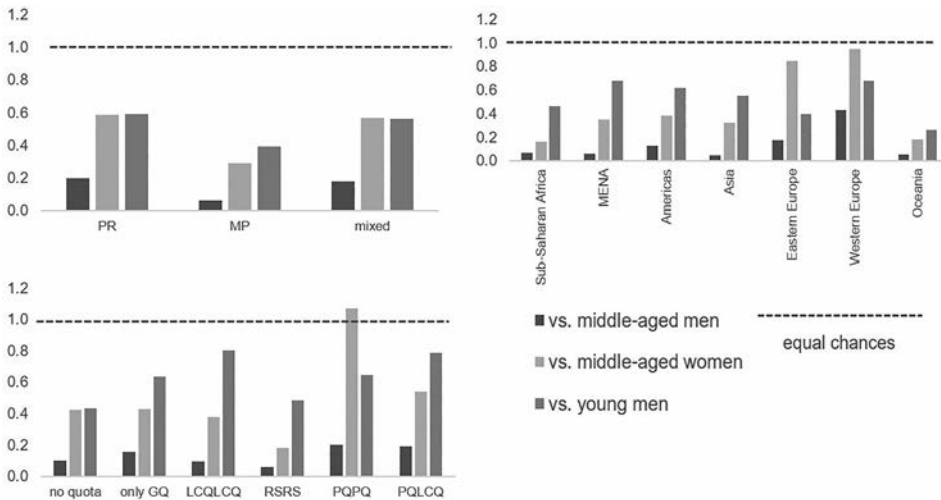 1.2
1.0
0.8
0.6
0.4
0.2
0.0
PR MP mixed
1.2
1.0
0.8
0.6
0.4
0.2
0.0
Sub-Saharan Africa
MENA
Americas
Asia
Eastern Europe
Western Europe
Oceania
1.2
1.0
0.8
0.6
0.4
0.2
0.0
no quota only GQ LCQLCQ RSRS PQPQ PQLCQ
vs. middle-aged men
equal chances
vs. middle-aged women
vs. young men